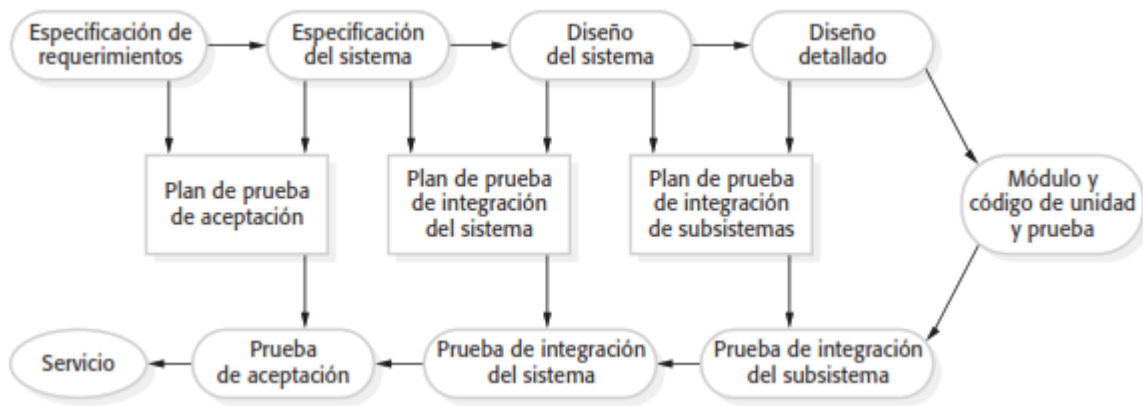 Especificación de
requerimientos
Especificación
del sistema
Diseño
del sistema
Diseño
detallado
Plan de prueba
de aceptación
Plan de prueba
de integración
del sistema
Plan de prueba
de integración
de subsistemas
Módulo y
código de unidad
y prueba
Servicio
Prueba
de aceptación
Prueba de integración
del sistema
Prueba de integración
del subsistema